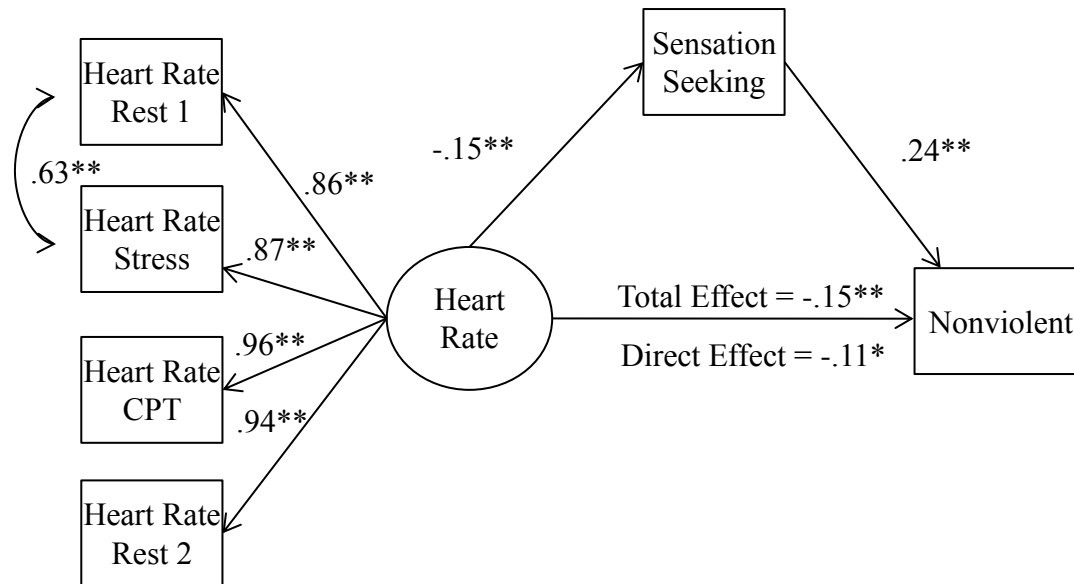 Heart Rate
Rest 1
.63**
Heart Rate
Stress
Heart Rate
CPT
Heart Rate
Rest 2
.86**
.87**
.96**
.94**
Heart
Rate
-.15**
Sensation
Seeking
.24**
Total Effect = -.15**
Direct Effect = -.11*
Nonviolent